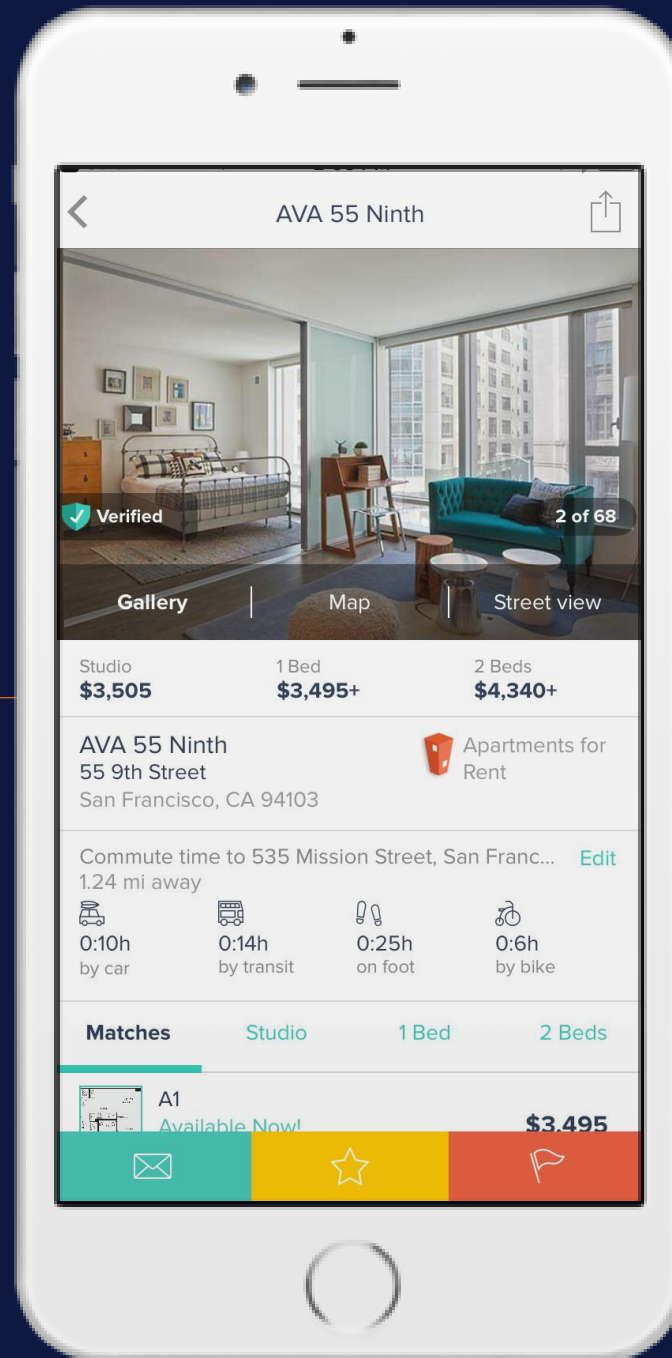 AVA 55 Ninth
Verified
2 of 68
Gallery
Map
Street view
Studio
1 Bed
2 Beds
$3,505
$3,495+
$4,340+
AVA 55 Ninth
55 9th Street
San Francisco, CA 94103
Apartments for
Rent
Commute time to 535 Mission Street, San Franc...
Edit
1.24 mi away
0:10h
0:14h
0:25h
0:6h
by car
by transit
on foot
by bike
Matches
Studio
1 Bed
2 Beds
A1
Available Now!
$3,495